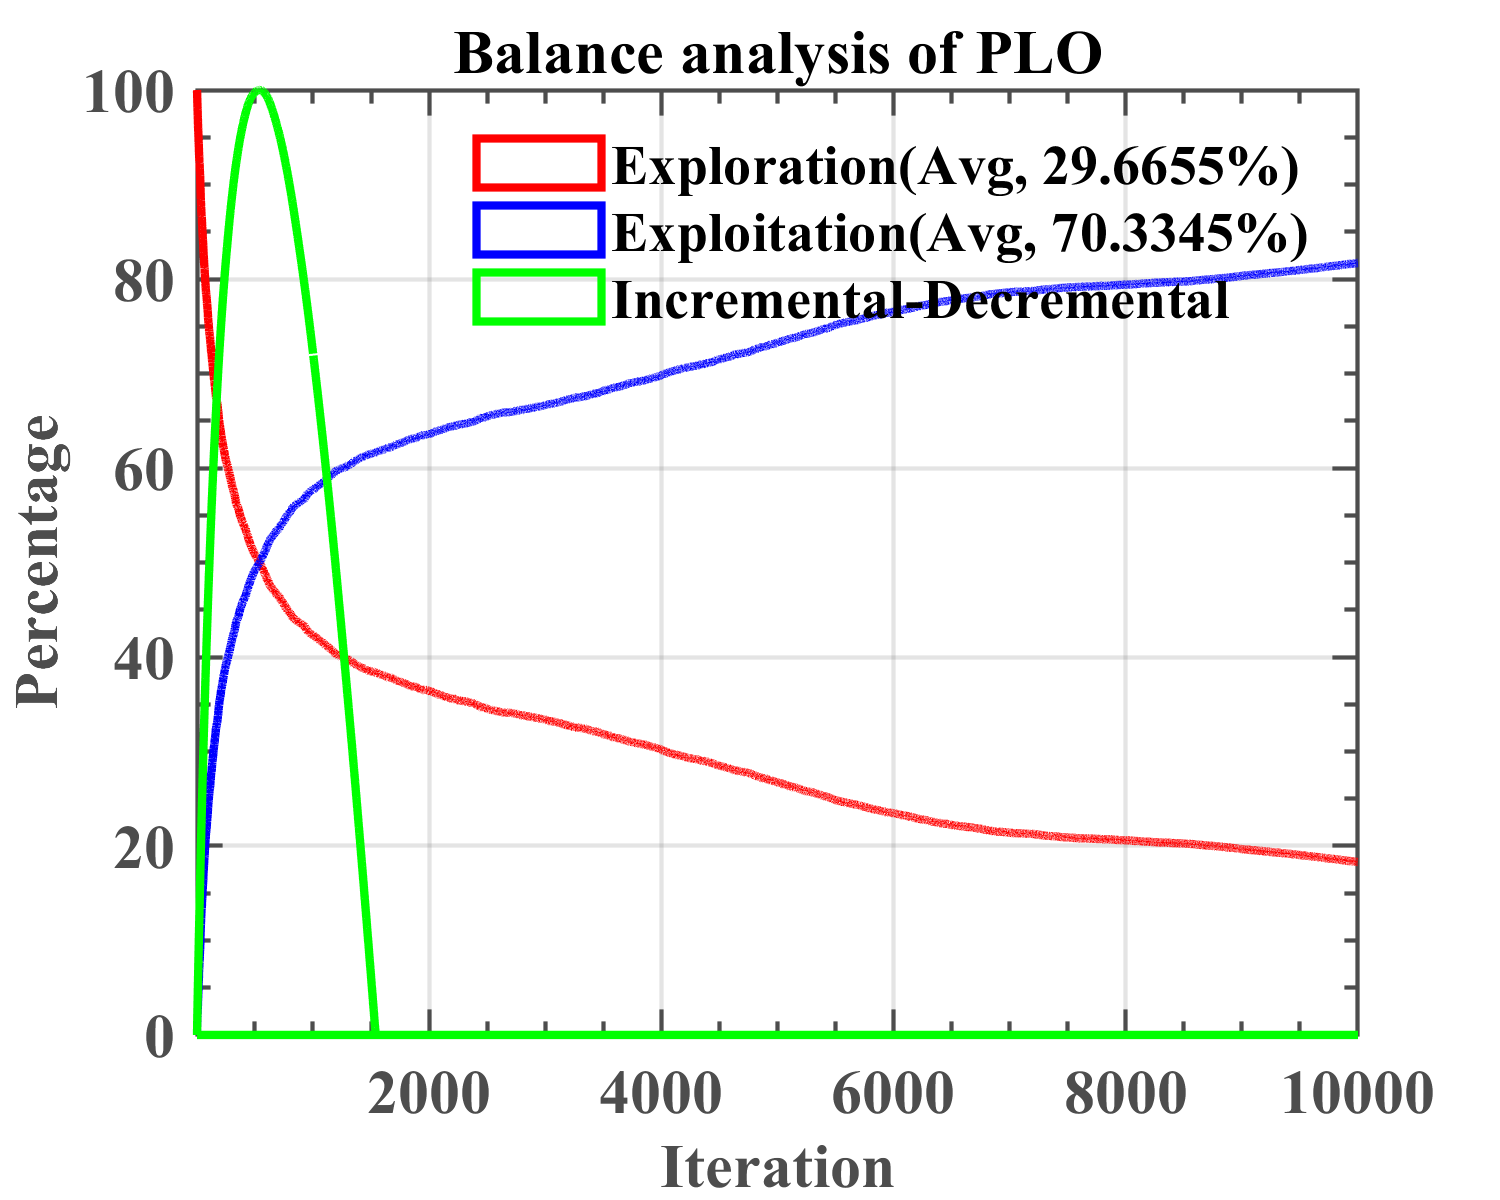 Balance analysis of PLO
100
80
60
40
20
0
Percentage
Exploration(Avg, 29.6655%)
Exploitation(Avg, 70.3345%)
Incremental-Decremental
2000 4000 6000 8000 10000
Iteration